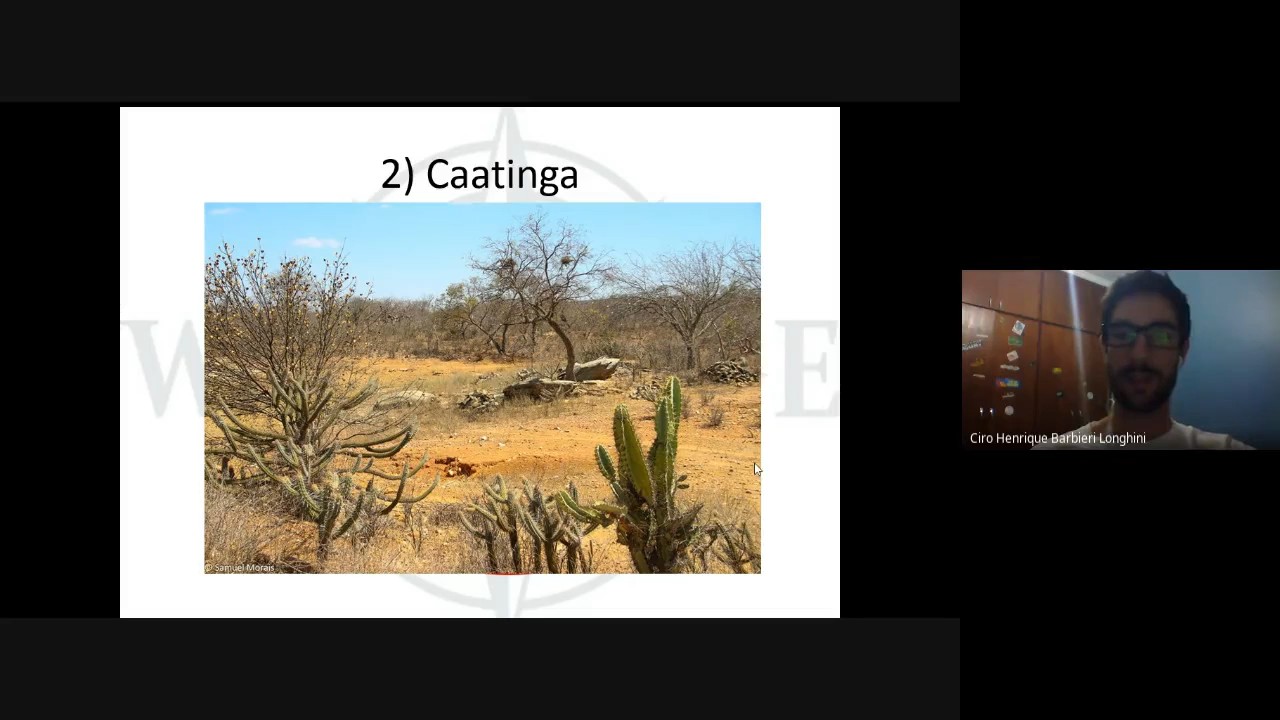 2) Caatinga
W
E
© Samuel Morais
Ciro Henrique Barbieri Longhini